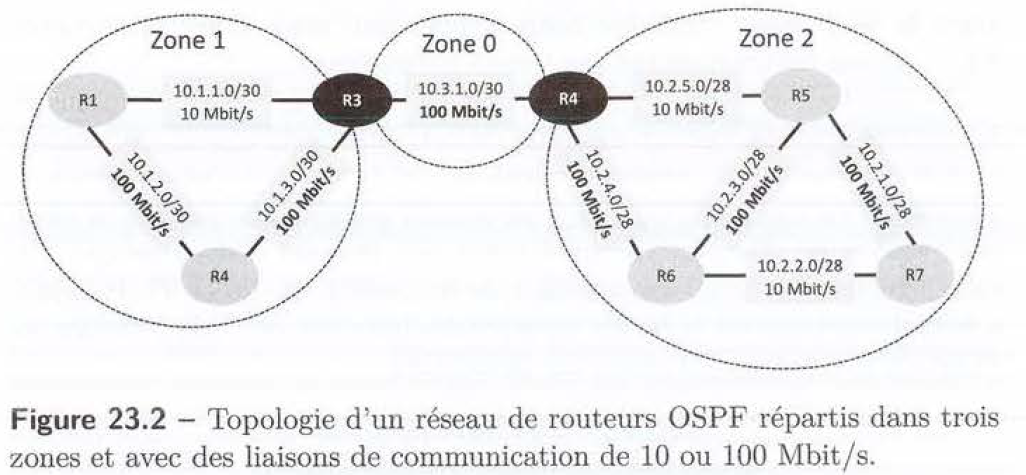 Zone 1
Zone 0
Zone 2
R1
10.1.1.0/30
10 Mbit/s
R3
10.3.1.0/30
100 Mbit/s
R4
10.2.5.0/28
10 Mbit/s
R5
10.1.2.0/30
100 Mbit/s
10.1.3.0/30
100 Mbit/s
10.2.4.0/28
100 Mbit/s
10.2.3.0/28
100 Mbit/s
10.2.1.0/28
100 Mbit/s
R4
R6
10.2.2.0/28
10 Mbit/s
R7
Figure 23.2 – Topologie d'un réseau de routeurs OSPF répartis dans trois
zones et avec des liaisons de communication de 10 ou 100 Mbit/s.